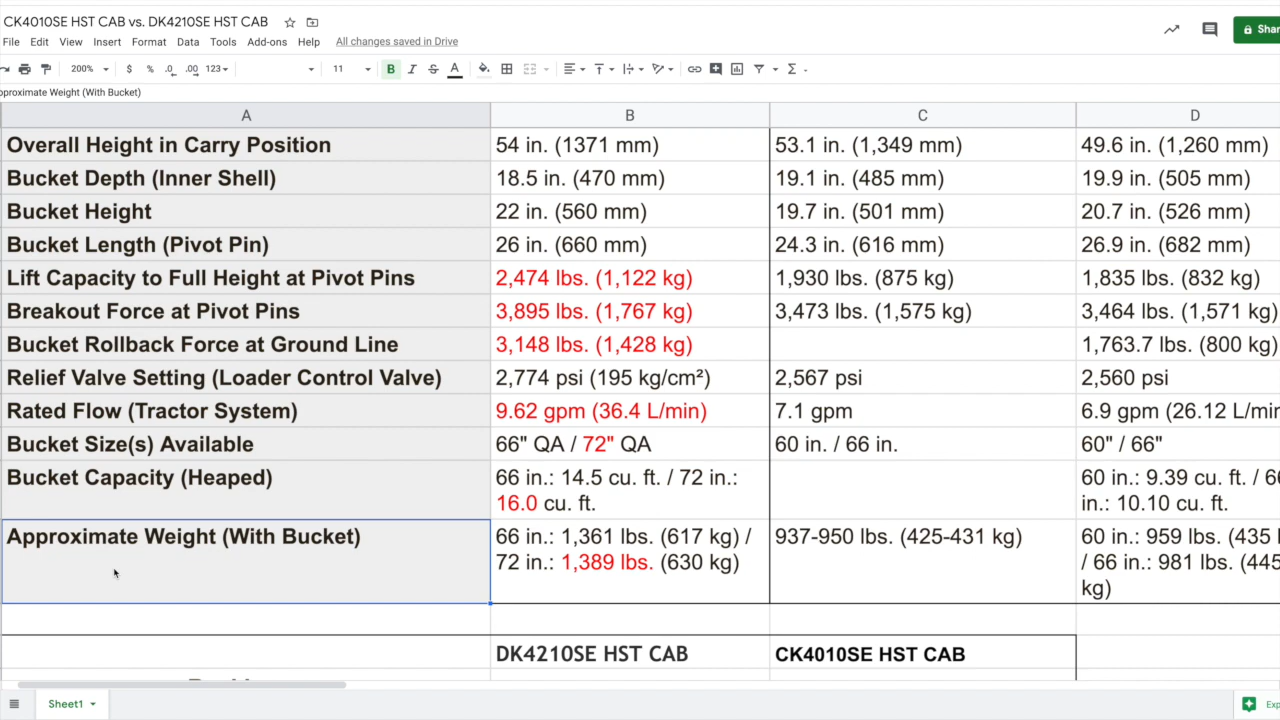 CK4010SE HST CAB vs. DK4210SE HST CAB
File Edit View Insert Format Data Tools Add-ons Help All changes saved in Drive
200% $ % .0 .00 123 11 B I S A Σ
pproximate Weight (With Bucket)
A B C D
Overall Height in Carry Position 54 in. (1371 mm) 53.1 in. (1,349 mm) 49.6 in. (1,260 mm)
Bucket Depth (Inner Shell) 18.5 in. (470 mm) 19.1 in. (485 mm) 19.9 in. (505 mm)
Bucket Height 22 in. (560 mm) 19.7 in. (501 mm) 20.7 in. (526 mm)
Bucket Length (Pivot Pin) 26 in. (660 mm) 24.3 in. (616 mm) 26.9 in. (682 mm)
Lift Capacity to Full Height at Pivot Pins 2,474 lbs. (1,122 kg) 1,930 lbs. (875 kg) 1,835 lbs. (832 kg)
Breakout Force at Pivot Pins 3,895 lbs. (1,767 kg) 3,473 lbs. (1,575 kg) 3,464 lbs. (1,571 kg)
Bucket Rollback Force at Ground Line 3,148 lbs. (1,428 kg) 1,763.7 lbs. (800 kg)
Relief Valve Setting (Loader Control Valve) 2,774 psi (195 kg/cm²) 2,567 psi 2,560 psi
Rated Flow (Tractor System) 9.62 gpm (36.4 L/min) 7.1 gpm 6.9 gpm (26.12 L/min
Bucket Size(s) Available 66" QA / 72" QA 60 in. / 66 in. 60" / 66"
Bucket Capacity (Heaped) 66 in.: 14.5 cu. ft. / 72 in.: 60 in.: 9.39 cu. ft. / 6
16.0 cu. ft. in.: 10.10 cu. ft.
Approximate Weight (With Bucket) 66 in.: 1,361 lbs. (617 kg) / 937-950 lbs. (425-431 kg) 60 in.: 959 lbs. (435
72 in.: 1,389 lbs. (630 kg) / 66 in.: 981 lbs. (445
kg)
DK4210SE HST CAB CK4010SE HST CAB
Sheet1
Shar
Exp